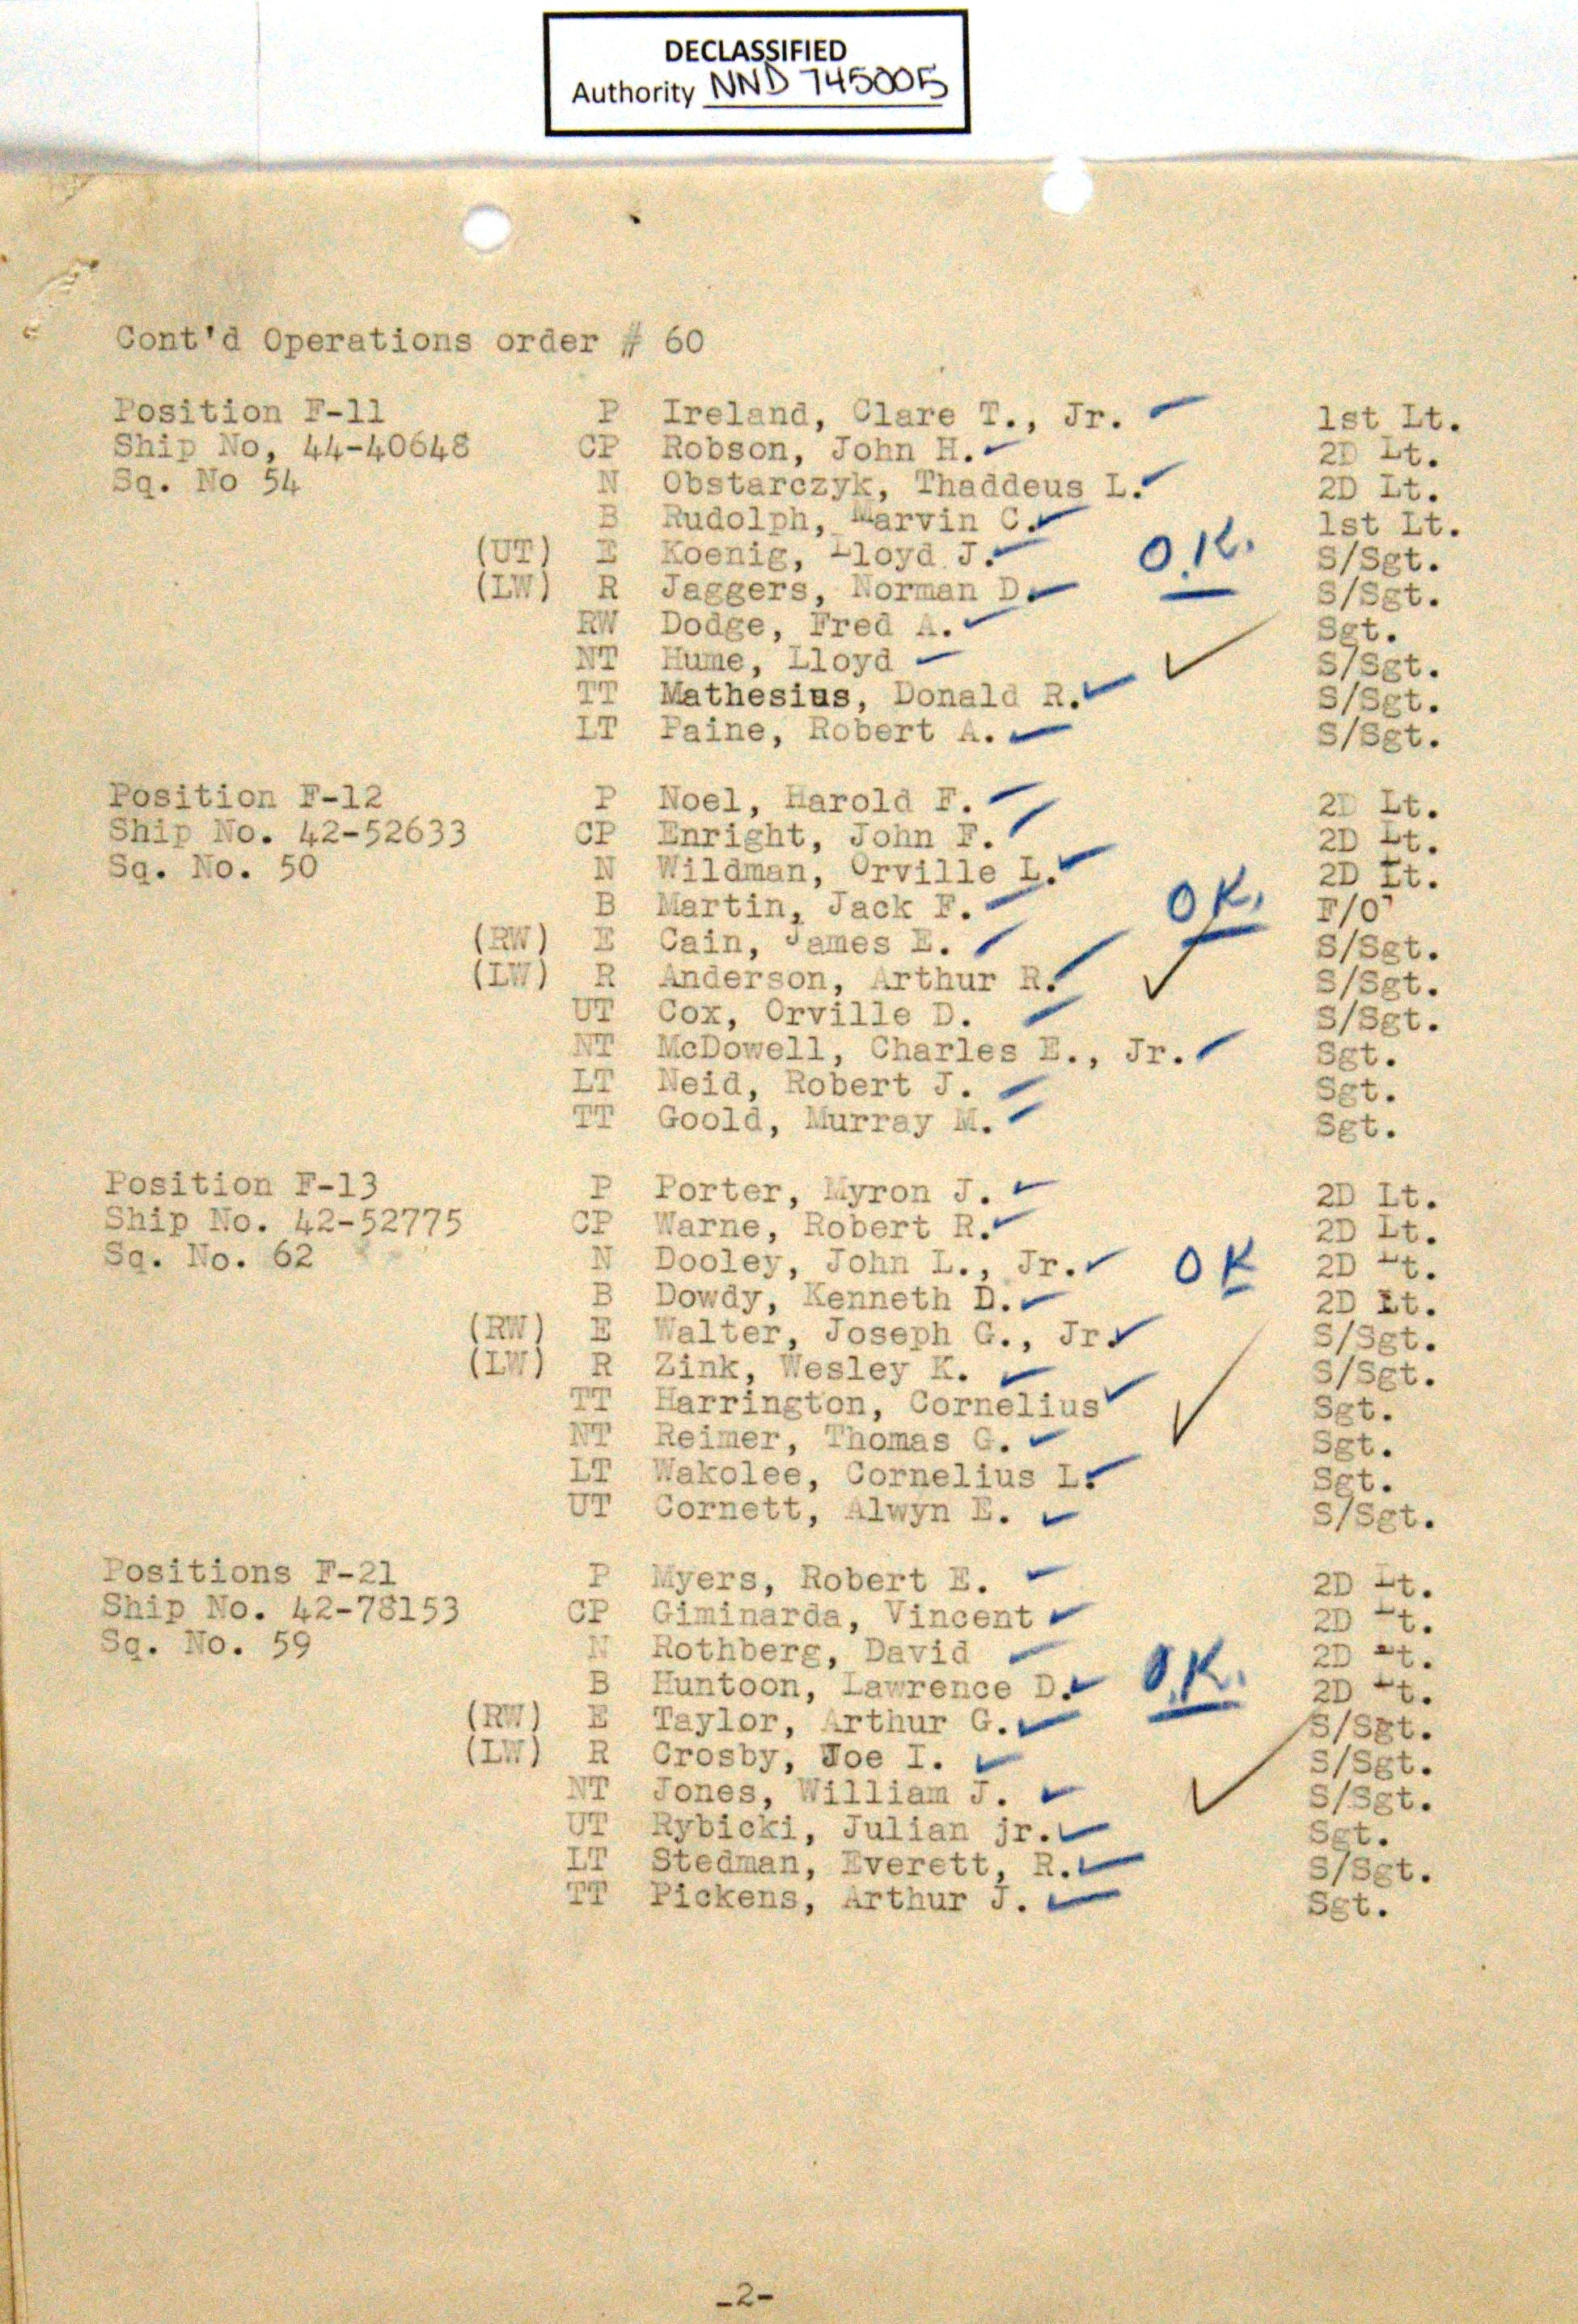 DECLASSIFIED
Authority NND 745005
Cont'd Operations order # 60
Position F-11 P Ireland, Clare T., Jr. 1st Lt.
Ship No, 44-40648 CP Robson, John H. 2D Lt.
Sq. No 54 N Obstarczyk, Thaddeus L. 2D Lt.
B Rudolph, Marvin C. 1st Lt.
(UT) E Koenig, Lloyd J. O.K. S/Sgt.
(LW) R Jaggers, Norman D. S/Sgt.
RW Dodge, Fred A. Sgt.
NT Hume, Lloyd S/Sgt.
TT Mathesius, Donald R. S/Sgt.
LT Paine, Robert A. S/Sgt.
Position F-12 P Noel, Harold F. 2D Lt.
Ship No. 42-52633 CP Enright, John F. 2D Lt.
Sq. No. 50 N Wildman, Orville L. 2D Lt.
B Martin, Jack F. OK. F/O
(RW) E Cain, James E. S/Sgt.
(LW) R Anderson, Arthur R. S/Sgt.
UT Cox, Orville D. S/Sgt.
NT McDowell, Charles E., Jr. Sgt.
LT Neid, Robert J. Sgt.
TT Goold, Murray M. Sgt.
Position F-13 P Porter, Myron J. 2D Lt.
Ship No. 42-52775 CP Warne, Robert R. 2D Lt.
Sq. No. 62 N Dooley, John L., Jr. OK 2D Lt.
B Dowdy, Kenneth D. 2D Lt.
(RW) E Walter, Joseph G., Jr. S/Sgt.
(LW) R Zink, Wesley K. S/Sgt.
TT Harrington, Cornelius Sgt.
NT Reimer, Thomas G. Sgt.
LT Wakolee, Cornelius L. Sgt.
UT Cornett, Alwyn E. S/Sgt.
Positions F-21 P Myers, Robert E. 2D Lt.
Ship No. 42-78153 CP Giminarda, Vincent 2D Lt.
Sq. No. 59 N Rothberg, David 2D Lt.
B Huntoon, Lawrence D. O.K. 2D Lt.
(RW) E Taylor, Arthur G. S/Sgt.
(LW) R Crosby, Joe I. S/Sgt.
NT Jones, William J. S/Sgt.
UT Rybicki, Julian jr. Sgt.
LT Stedman, Everett, R. S/Sgt.
TT Pickens, Arthur J. Sgt.
-2-